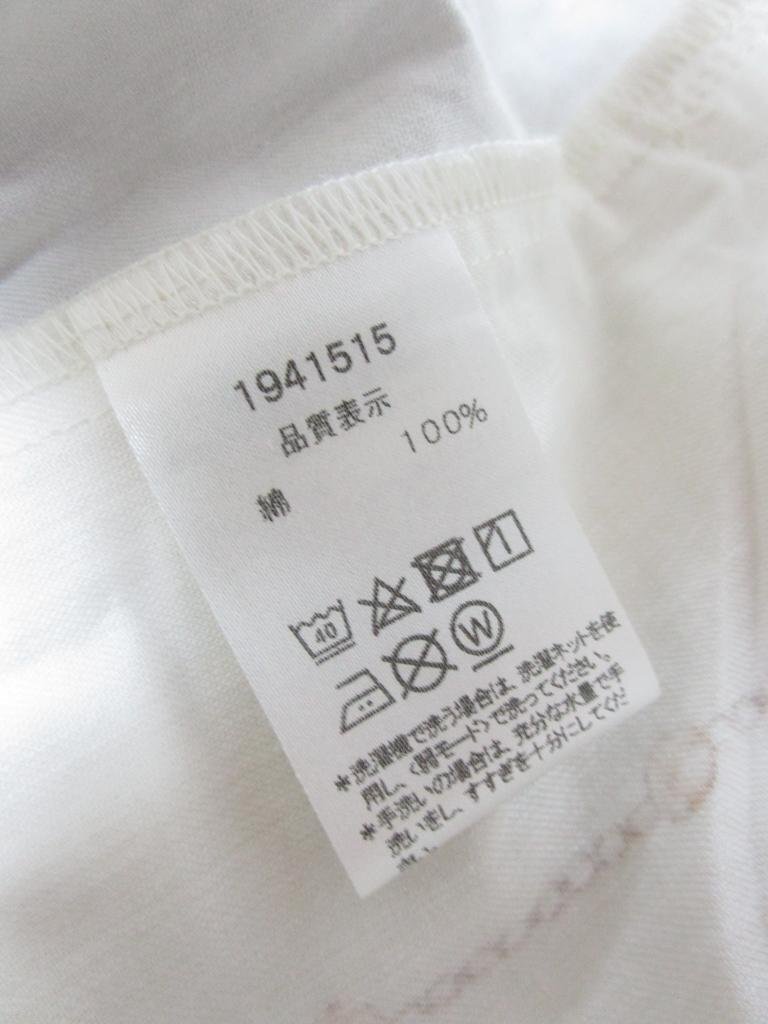 1941515
品質表示
綿 100%
40
W
*洗濯機で洗う場合は、洗濯ネットを使
用し、〈弱モード〉で洗ってください。
*手洗いの場合は、充分な水量で手
洗いをし、すすぎを十分にしてくだ
さい。